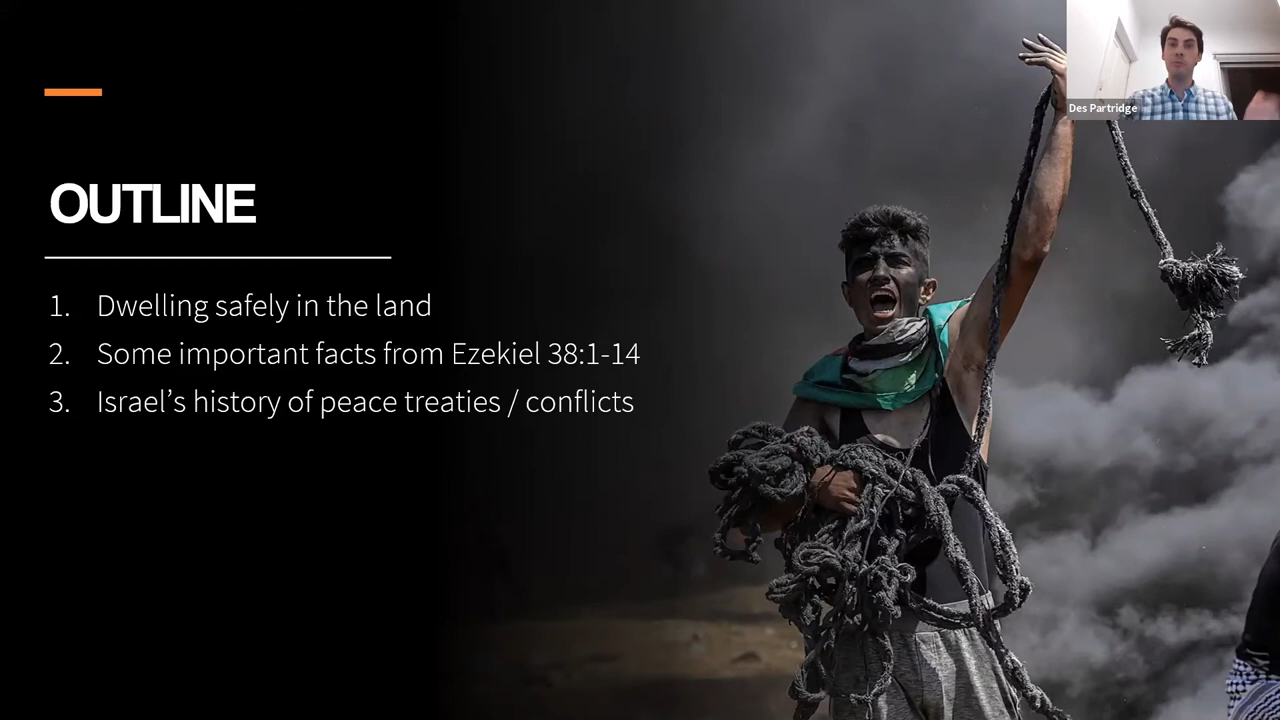 Des Partridge
OUTLINE
1. Dwelling safely in the land
2. Some important facts from Ezekiel 38:1-14
3. Israel’s history of peace treaties / conflicts